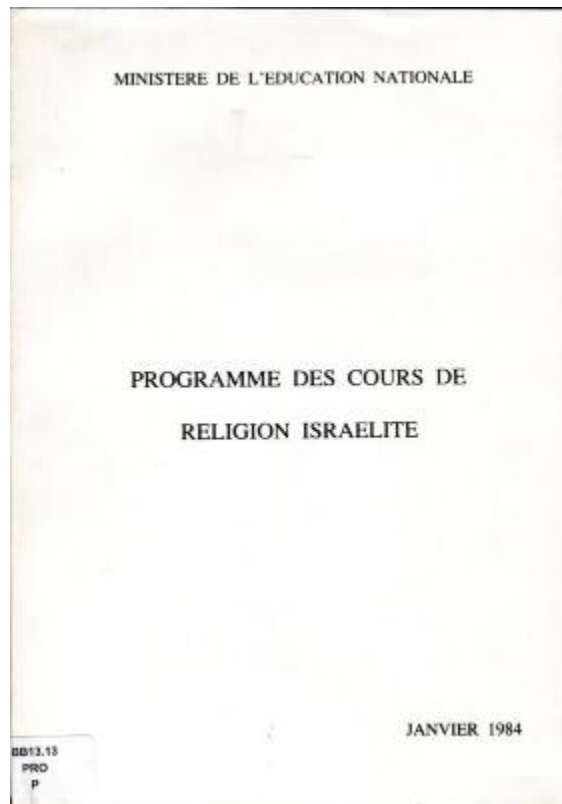 MINISTERE DE L'EDUCATION NATIONALE
PROGRAMME DES COURS DE
RELIGION ISRAELITE
JANVIER 1984
BB13.13
PRO
P